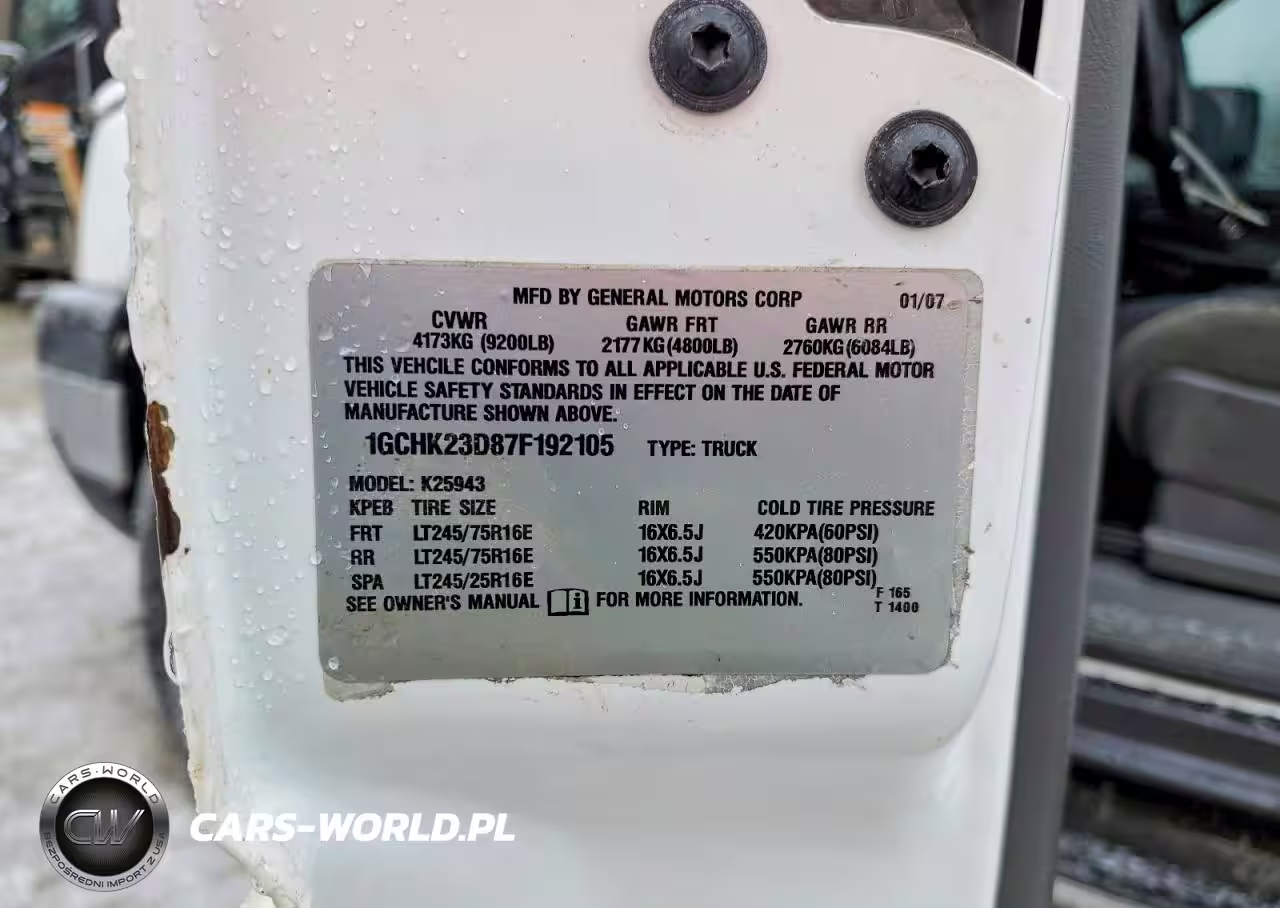 MFD BY GENERAL MOTORS CORP 01/07
CVWR GAWR FRT GAWR RR
4173KG (9200LB) 2177KG(4800LB) 2760KG(6084LB)
THIS VEHCILE CONFORMS TO ALL APPLICABLE U.S. FEDERAL MOTOR
VEHICLE SAFETY STANDARDS IN EFFECT ON THE DATE OF
MANUFACTURE SHOWN ABOVE.
1GCHK23D87F192105 TYPE: TRUCK
MODEL: K25943
KPEB TIRE SIZE RIM COLD TIRE PRESSURE
FRT LT245/75R16E 16X6.5J 420KPA(60PSI)
RR LT245/75R16E 16X6.5J 550KPA(80PSI)
SPA LT245/25R16E 16X6.5J 550KPA(80PSI)
SEE OWNER'S MANUAL i FOR MORE INFORMATION.
F 165
T 1400
CARS-WORLD
CW
BEZPOŚREDNI IMPORT Z USA
CARS-WORLD.PL